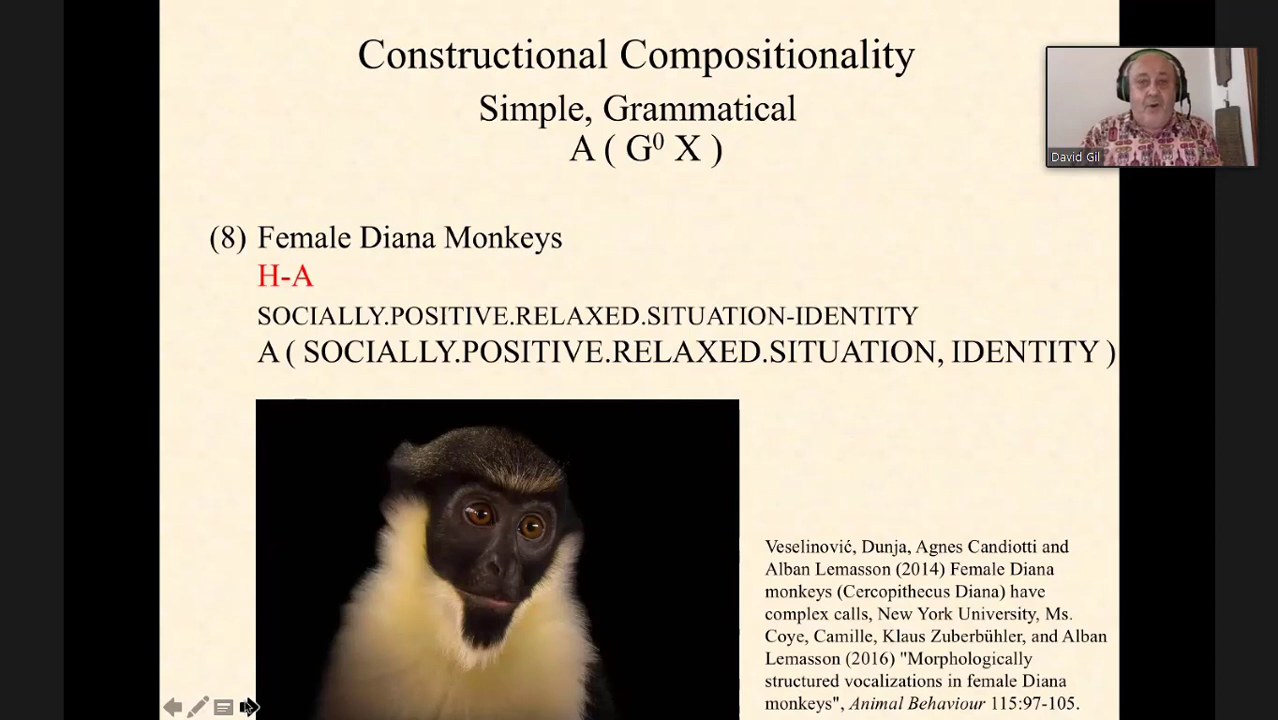 Constructional Compositionality
Simple, Grammatical
A ( G⁰ X )
David Gil
(8) Female Diana Monkeys
H-A
SOCIALLY.POSITIVE.RELAXED.SITUATION-IDENTITY
A ( SOCIALLY.POSITIVE.RELAXED.SITUATION, IDENTITY )
Veselinović, Dunja, Agnes Candiotti and
Alban Lemasson (2014) Female Diana
monkeys (Cercopithecus Diana) have
complex calls, New York University, Ms.
Coye, Camille, Klaus Zuberbühler, and Alban
Lemasson (2016) "Morphologically
structured vocalizations in female Diana
monkeys", Animal Behaviour 115:97-105.